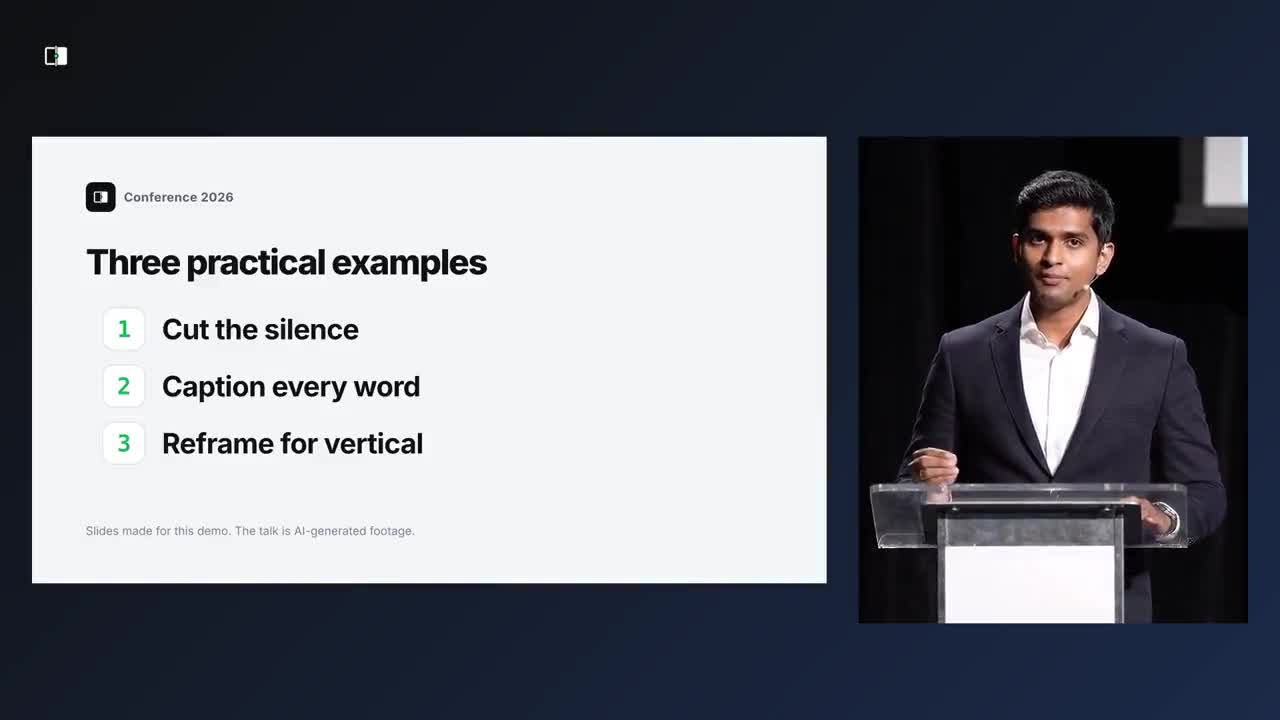 Conference 2026
Three practical examples
1 Cut the silence
2 Caption every word
3 Reframe for vertical
Slides made for this demo. The talk is AI-generated footage.